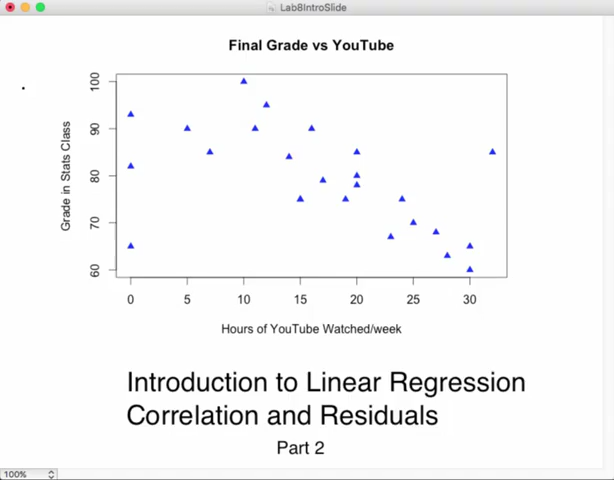 Lab8IntroSlide
Final Grade vs YouTube
Grade in Stats Class
100
90
80
70
60
0 5 10 15 20 25 30
Hours of YouTube Watched/week
Introduction to Linear Regression
Correlation and Residuals
Part 2
100%